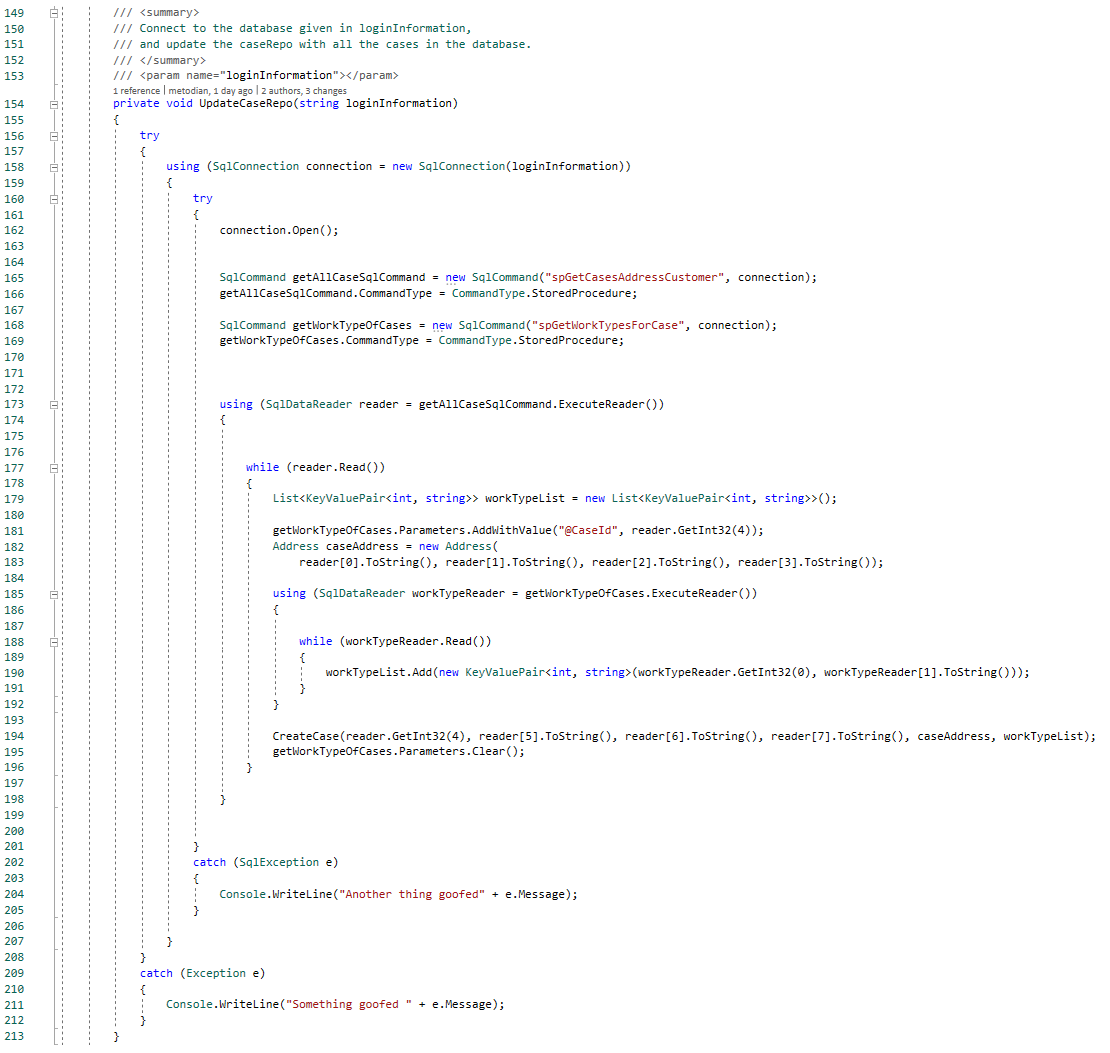 149 /// <summary>
150 /// Connect to the database given in loginInformation,
151 /// and update the caseRepo with all the cases in the database.
152 /// </summary>
153 /// <param name="loginInformation"></param>
1 reference | metodian, 1 day ago | 2 authors, 3 changes
154 private void UpdateCaseRepo(string loginInformation)
155 {
156 try
157 {
158 using (SqlConnection connection = new SqlConnection(loginInformation))
159 {
160 try
161 {
162 connection.Open();
163
164
165 SqlCommand getAllCaseSqlCommand = new SqlCommand("spGetCasesAddressCustomer", connection);
166 getAllCaseSqlCommand.CommandType = CommandType.StoredProcedure;
167
168 SqlCommand getWorkTypeOfCases = new SqlCommand("spGetWorkTypesForCase", connection);
169 getWorkTypeOfCases.CommandType = CommandType.StoredProcedure;
170
171
172
173 using (SqlDataReader reader = getAllCaseSqlCommand.ExecuteReader())
174 {
175
176
177 while (reader.Read())
178 {
179 List<KeyValuePair<int, string>> workTypeList = new List<KeyValuePair<int, string>>();
180
181 getWorkTypeOfCases.Parameters.AddWithValue("@CaseId", reader.GetInt32(4));
182 Address caseAddress = new Address(
183 reader[0].ToString(), reader[1].ToString(), reader[2].ToString(), reader[3].ToString());
184
185 using (SqlDataReader workTypeReader = getWorkTypeOfCases.ExecuteReader())
186 {
187
188 while (workTypeReader.Read())
189 {
190 workTypeList.Add(new KeyValuePair<int, string>(workTypeReader.GetInt32(0), workTypeReader[1].ToString()));
191 }
192 }
193
194 CreateCase(reader.GetInt32(4), reader[5].ToString(), reader[6].ToString(), reader[7].ToString(), caseAddress, workTypeList);
195 getWorkTypeOfCases.Parameters.Clear();
196 }
197
198 }
199
200
201 }
202 catch (SqlException e)
203 {
204 Console.WriteLine("Another thing goofed" + e.Message);
205 }
206
207 }
208 }
209 catch (Exception e)
210 {
211 Console.WriteLine("Something goofed " + e.Message);
212 }
213 }